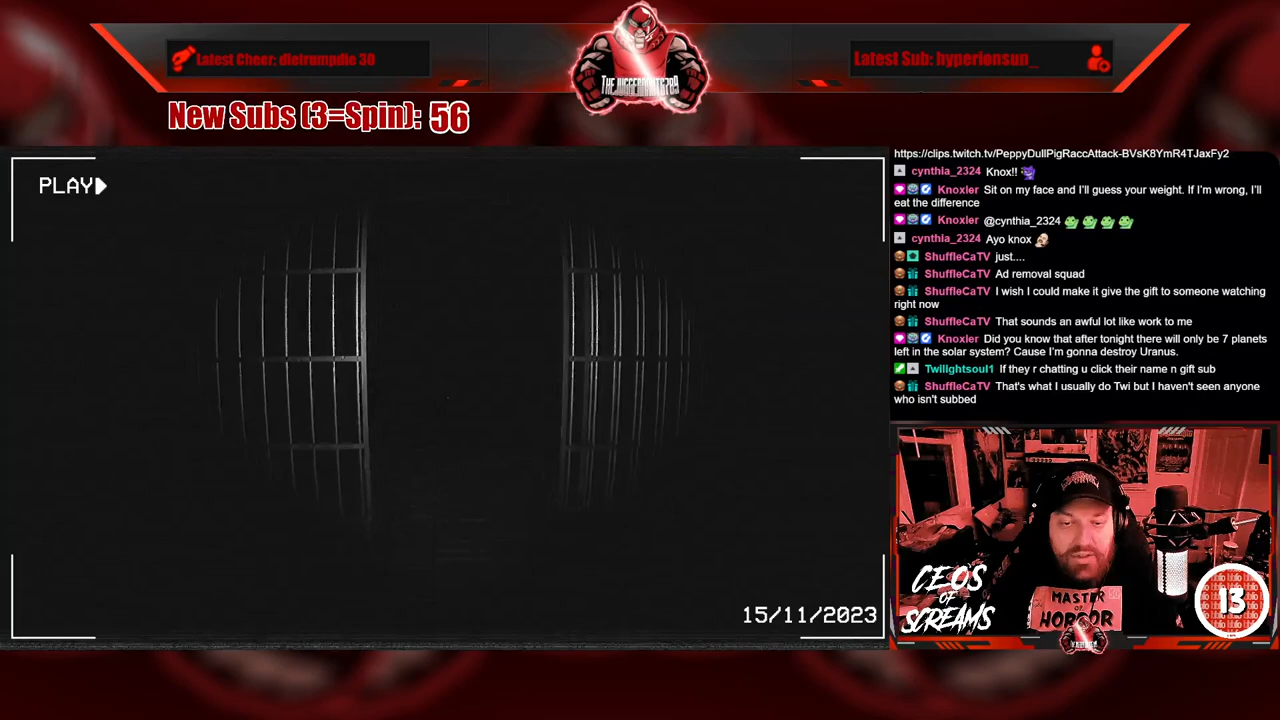 Latest Cheer: dietrumpdie 30
THEJUGGERNAUTG789
Latest Sub: hyperionsun_
New Subs (3=Spin): 56
PLAY
15/11/2023
https://clips.twitch.tv/PeppyDullPigRaccAttack-BVsK8YmR4TJaxFy2
cynthia_2324 Knox!!
Knoxler Sit on my face and I'll guess your weight. If I'm wrong, I'll
eat the difference
Knoxler @cynthia_2324
cynthia_2324 Ayo knox
ShuffleCaTV just....
ShuffleCaTV Ad removal squad
ShuffleCaTV I wish I could make it give the gift to someone watching
right now
ShuffleCaTV That sounds an awful lot like work to me
Knoxler Did you know that after tonight there will only be 7 planets
left in the solar system? Cause I'm gonna destroy Uranus.
Twilightsoul1 If they r chatting u click their name n gift sub
ShuffleCaTV That's what I usually do Twi but I haven't seen anyone
who isn't subbed
CEOS
OF
SCREAMS
MASTER
OF
HORROR
13